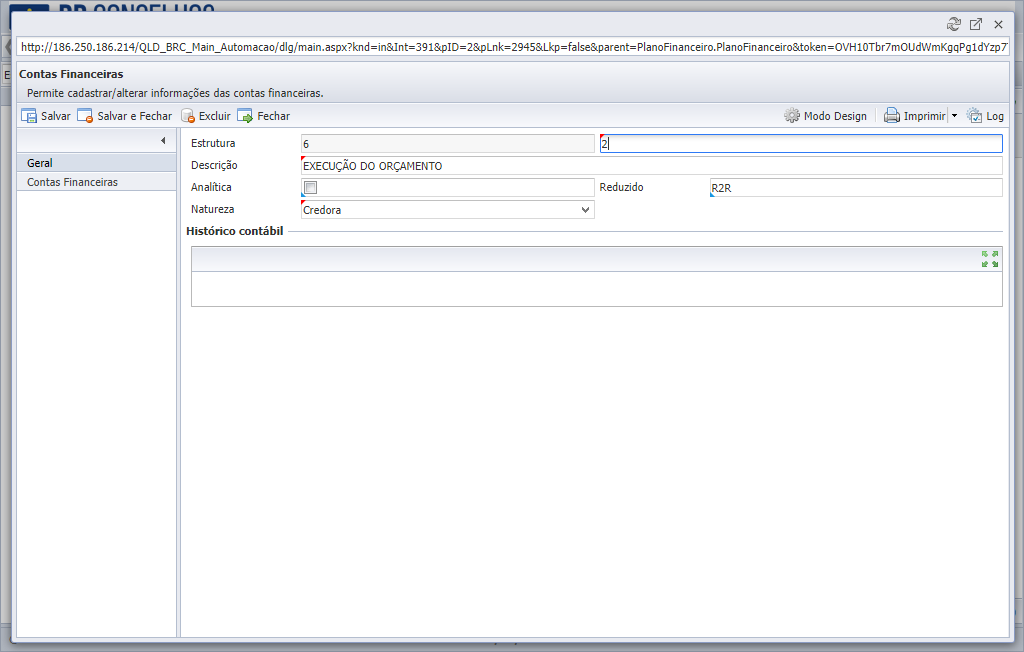 http://186.250.186.214/QLD_BRC_Main_Automacao/dlg/main.aspx?knd=in&Int=391&pID=2&pLnk=2945&Lkp=false&parent=PlanoFinanceiro.PlanoFinanceiro&token=OVH10Tbr7mOUdWmKgqPg1dYzp7
Contas Financeiras
Permite cadastrar/alterar informações das contas financeiras.
Salvar Salvar e Fechar Excluir Fechar Modo Design Imprimir Log
Geral
Contas Financeiras
Estrutura 6 2
Descrição EXECUÇÃO DO ORÇAMENTO
Analítica Reduzido R2R
Natureza Credora
Histórico contábil